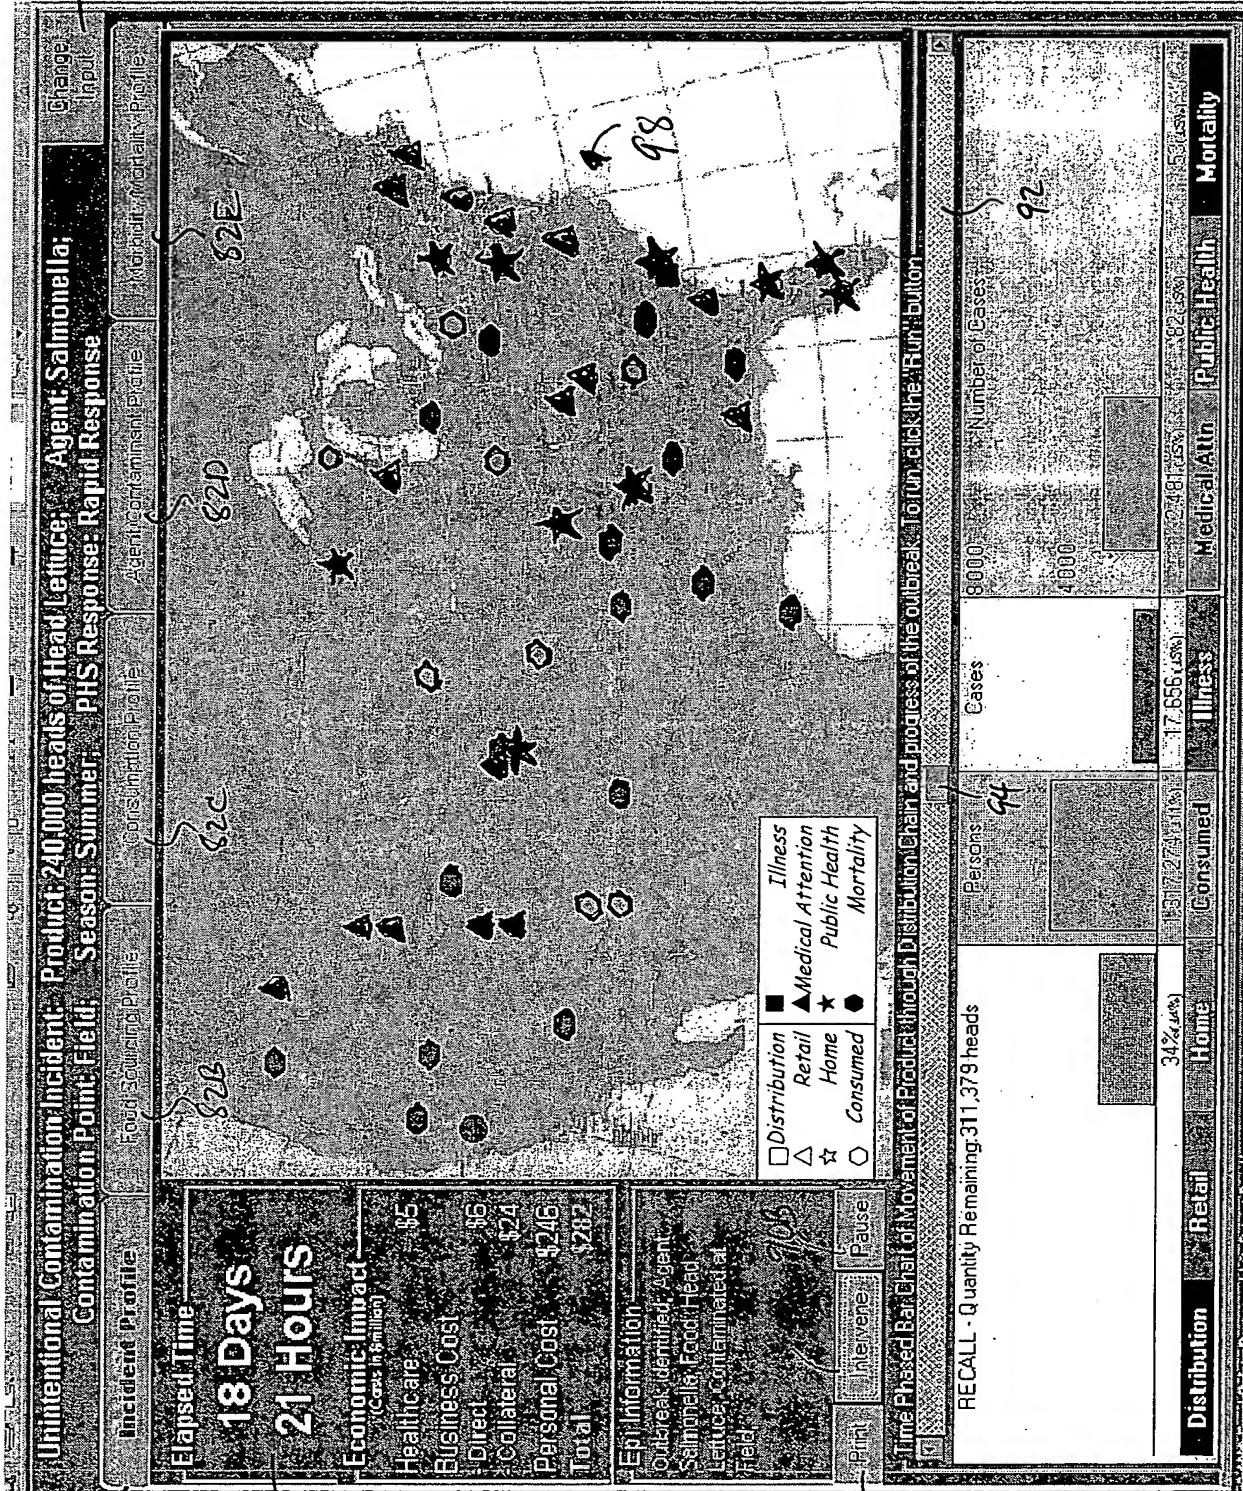 Unintentional Contamination Incident: Product: 240,000 heads of Head Lettuce; Agent: Salmonella;
Contamination Point: Field; Season: Summer; PHS Response: Rapid Response
Change Input
Incident Profile
Food Sourcing Profile
Consumption Profile
Agent/Contaminant Profile
Morbidity/Mortality Profile
82B
82C
82D
82E
Elapsed Time
18 Days
21 Hours
Economic Impact
(Costs in $ million)
Healthcare $5
Business Cost
Direct $6
Collateral $24
Personal Cost $246
Total $282
Epi Information
Outbreak Identified, Agent:
Salmonella, Food: Head
Lettuce Contaminated at:
Field
Print
Intervene
Pause
98
Distribution
Retail
Home
Consumed
Illness
Medical Attention
Public Health
Mortality
Time Phased Bar Chart of Movement of Product through Distribution Chain and progress of the outbreak. To run, click the "Run" button
RECALL - Quantity Remaining: 311,379 heads
Persons
94
Cases
Number of Cases
8000
4000
92
34%
17,656
82
5
Distribution
Retail
Home
Consumed
Illness
Medical Attn
Public Health
Mortality